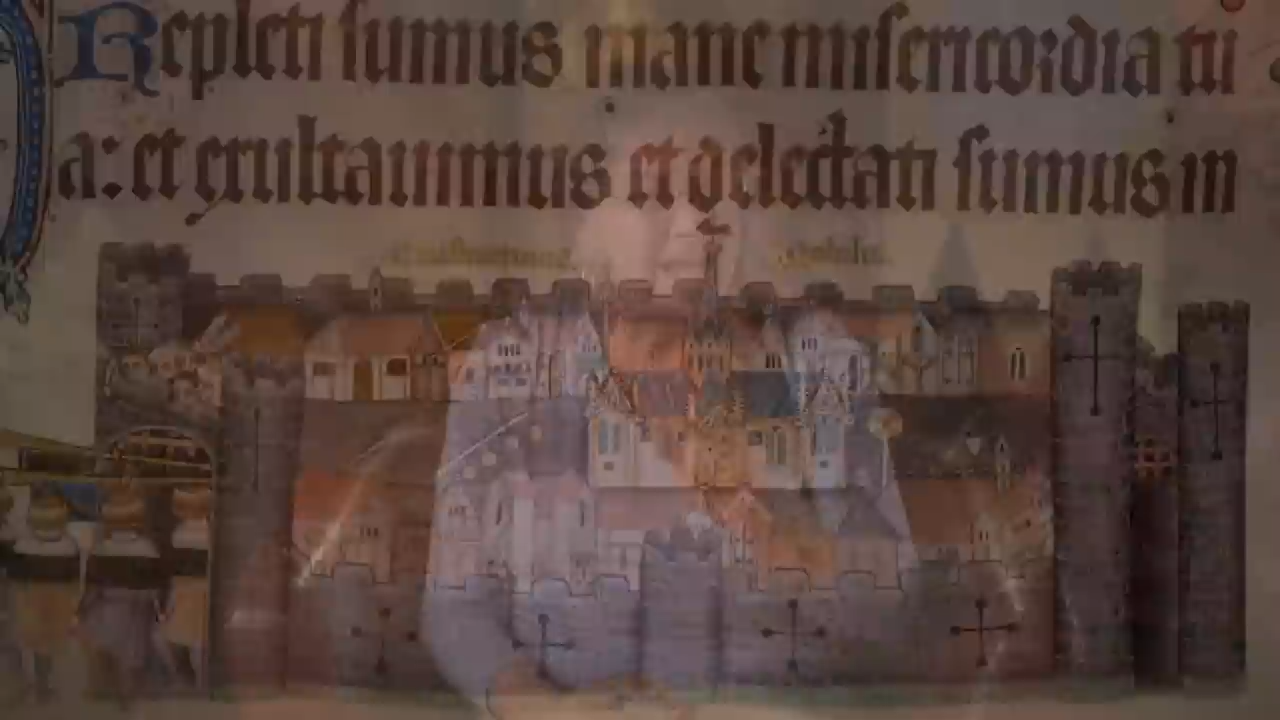 Repleti sumus mane misericordia tu
a: et exultauimus et delectati sumus in